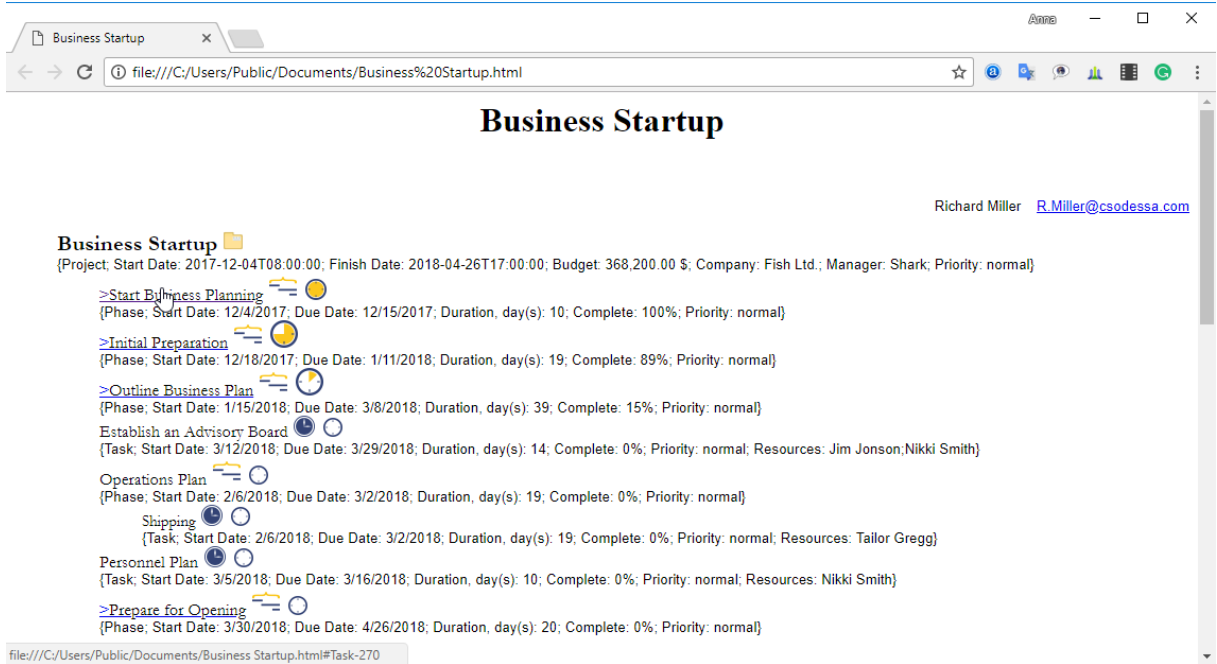 Anna
Business Startup
file:///C:/Users/Public/Documents/Business%20Startup.html
Business Startup
Richard Miller R.Miller@csodessa.com
Business Startup
{Project; Start Date: 2017-12-04T08:00:00; Finish Date: 2018-04-26T17:00:00; Budget: 368,200.00 $; Company: Fish Ltd.; Manager: Shark; Priority: normal}
>Start Business Planning
{Phase; Start Date: 12/4/2017; Due Date: 12/15/2017; Duration, day(s): 10; Complete: 100%; Priority: normal}
>Initial Preparation
{Phase; Start Date: 12/18/2017; Due Date: 1/11/2018; Duration, day(s): 19; Complete: 89%; Priority: normal}
>Outline Business Plan
{Phase; Start Date: 1/15/2018; Due Date: 3/8/2018; Duration, day(s): 39; Complete: 15%; Priority: normal}
Establish an Advisory Board
{Task; Start Date: 3/12/2018; Due Date: 3/29/2018; Duration, day(s): 14; Complete: 0%; Priority: normal; Resources: Jim Jonson;Nikki Smith}
Operations Plan
{Phase; Start Date: 2/6/2018; Due Date: 3/2/2018; Duration, day(s): 19; Complete: 0%; Priority: normal}
Shipping
{Task; Start Date: 2/6/2018; Due Date: 3/2/2018; Duration, day(s): 19; Complete: 0%; Priority: normal; Resources: Tailor Gregg}
Personnel Plan
{Task; Start Date: 3/5/2018; Due Date: 3/16/2018; Duration, day(s): 10; Complete: 0%; Priority: normal; Resources: Nikki Smith}
>Prepare for Opening
{Phase; Start Date: 3/30/2018; Due Date: 4/26/2018; Duration, day(s): 20; Complete: 0%; Priority: normal}
file:///C:/Users/Public/Documents/Business Startup.html#Task-270